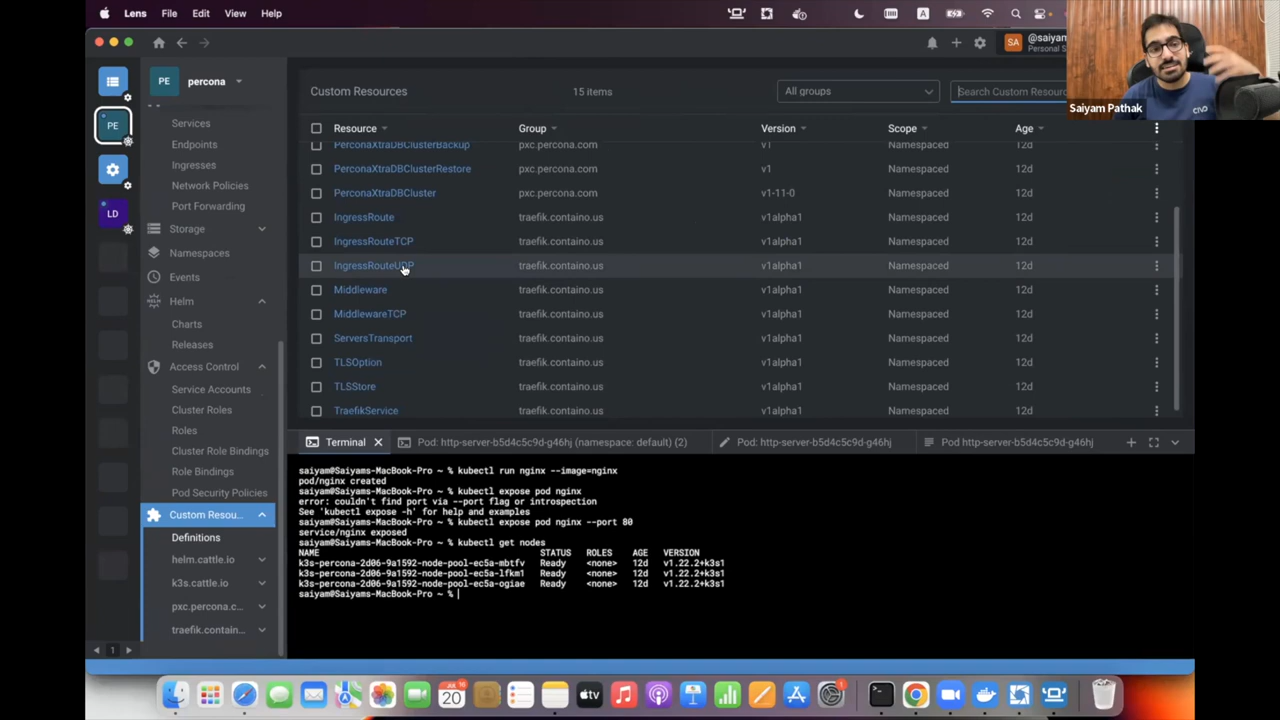 Lens File Edit View Help
A
@saiyam
SA
Personal S
PE percona
PE
LD
Services
Endpoints
Ingresses
Network Policies
Port Forwarding
Storage
Namespaces
Events
HELM
Helm
Charts
Releases
Access Control
Service Accounts
Cluster Roles
Roles
Cluster Role Bindings
Role Bindings
Pod Security Policies
Custom Resou...
Definitions
helm.cattle.io
k3s.cattle.io
pxc.percona.c...
traefik.contain...
1
Custom Resources 15 items All groups Search Custom Resourc
Saiyam Pathak
Resource Group Version Scope Age
PerconaXtraDBClusterBackup pxc.percona.com v1 Namespaced 12d
PerconaXtraDBClusterRestore pxc.percona.com v1 Namespaced 12d
PerconaXtraDBCluster pxc.percona.com v1-11-0 Namespaced 12d
IngressRoute traefik.containo.us v1alpha1 Namespaced 12d
IngressRouteTCP traefik.containo.us v1alpha1 Namespaced 12d
IngressRouteUDP traefik.containo.us v1alpha1 Namespaced 12d
Middleware traefik.containo.us v1alpha1 Namespaced 12d
MiddlewareTCP traefik.containo.us v1alpha1 Namespaced 12d
ServersTransport traefik.containo.us v1alpha1 Namespaced 12d
TLSOption traefik.containo.us v1alpha1 Namespaced 12d
TLSStore traefik.containo.us v1alpha1 Namespaced 12d
TraefikService traefik.containo.us v1alpha1 Namespaced 12d
Terminal Pod: http-server-b5d4c5c9d-g46hj (namespace: default) (2) Pod: http-server-b5d4c5c9d-g46hj Pod http-server-b5d4c5c9d-g46hj
saiyam@Saiyams-MacBook-Pro ~ % kubectl run nginx --image=nginx
pod/nginx created
saiyam@Saiyams-MacBook-Pro ~ % kubectl expose pod nginx
error: couldn't find port via --port flag or introspection
See 'kubectl expose -h' for help and examples
saiyam@Saiyams-MacBook-Pro ~ % kubectl expose pod nginx --port 80
service/nginx exposed
saiyam@Saiyams-MacBook-Pro ~ % kubectl get nodes
NAME STATUS ROLES AGE VERSION
k3s-percona-2d06-9a1592-node-pool-ec5a-mbtfv Ready <none> 12d v1.22.2+k3s1
k3s-percona-2d06-9a1592-node-pool-ec5a-lfkm1 Ready <none> 12d v1.22.2+k3s1
k3s-percona-2d06-9a1592-node-pool-ec5a-ogiae Ready <none> 12d v1.22.2+k3s1
saiyam@Saiyams-MacBook-Pro ~ %
20
tv